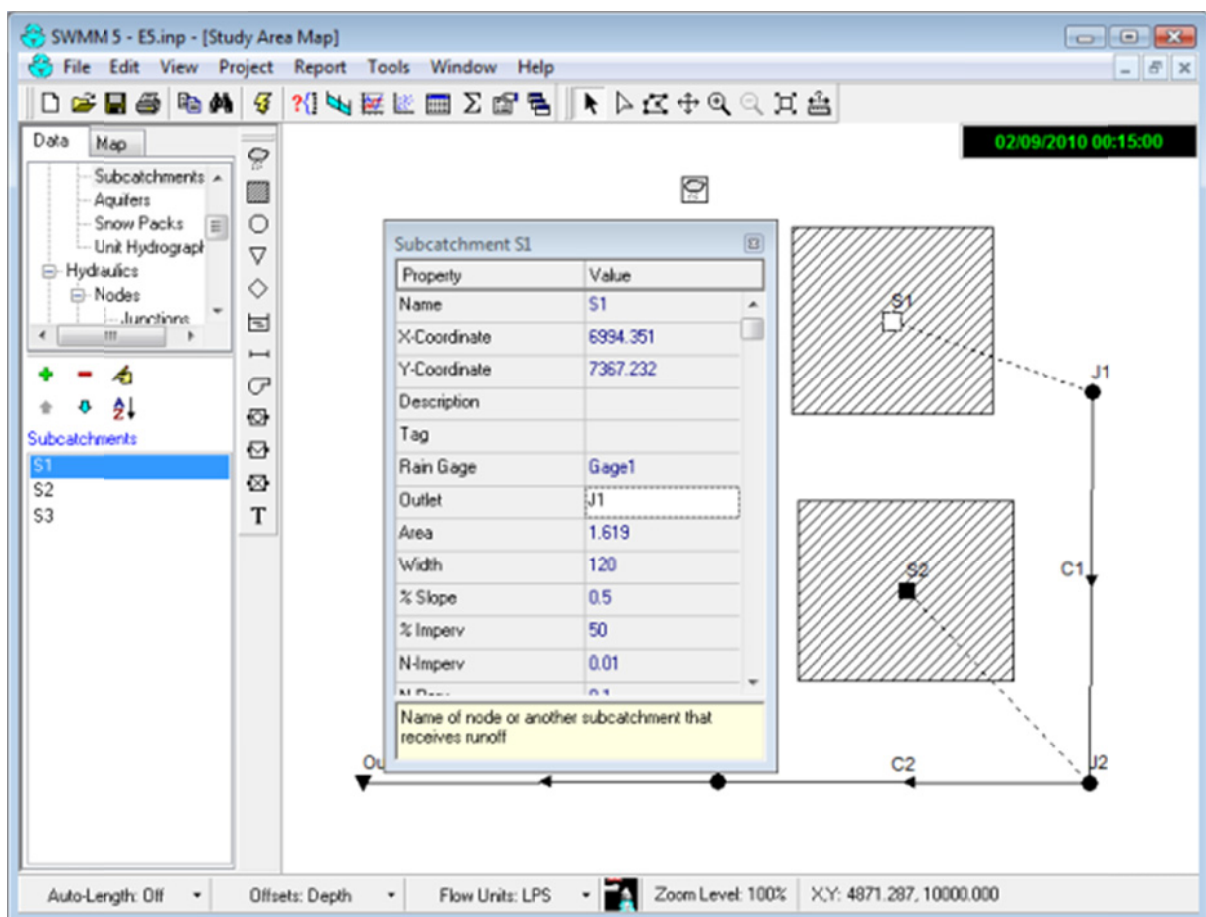 SWMM 5 - E5.inp - [Study Area Map]
File Edit View Project Report Tools Window Help
Data Map
02/09/2010 00:15:00
Subcatchments
Aquifers
Snow Packs
Unit Hydrograph
Hydraulics
Nodes
Junctions
Subcatchments
S1
S2
S3
T
Subcatchment S1
Property Value
Name S1
X-Coordinate 6994.351
Y-Coordinate 7367.232
Description
Tag
Rain Gage Gage1
Outlet J1
Area 1.619
Width 120
% Slope 0.5
% Imperv 50
N-Imperv 0.01
N-Perv 0.1
Name of node or another subcatchment that
receives runoff
S1
J1
S2
C1
Ou
C2
J2
Auto-Length: Off Offsets: Depth Flow Units: LPS Zoom Level: 100% X,Y: 4871.287, 10000.000